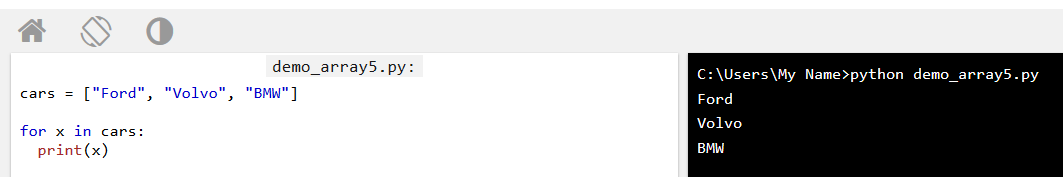 demo_array5.py:
cars = ["Ford", "Volvo", "BMW"]
for x in cars:
  print(x)
C:\Users\My Name>python demo_array5.py
Ford
Volvo
BMW